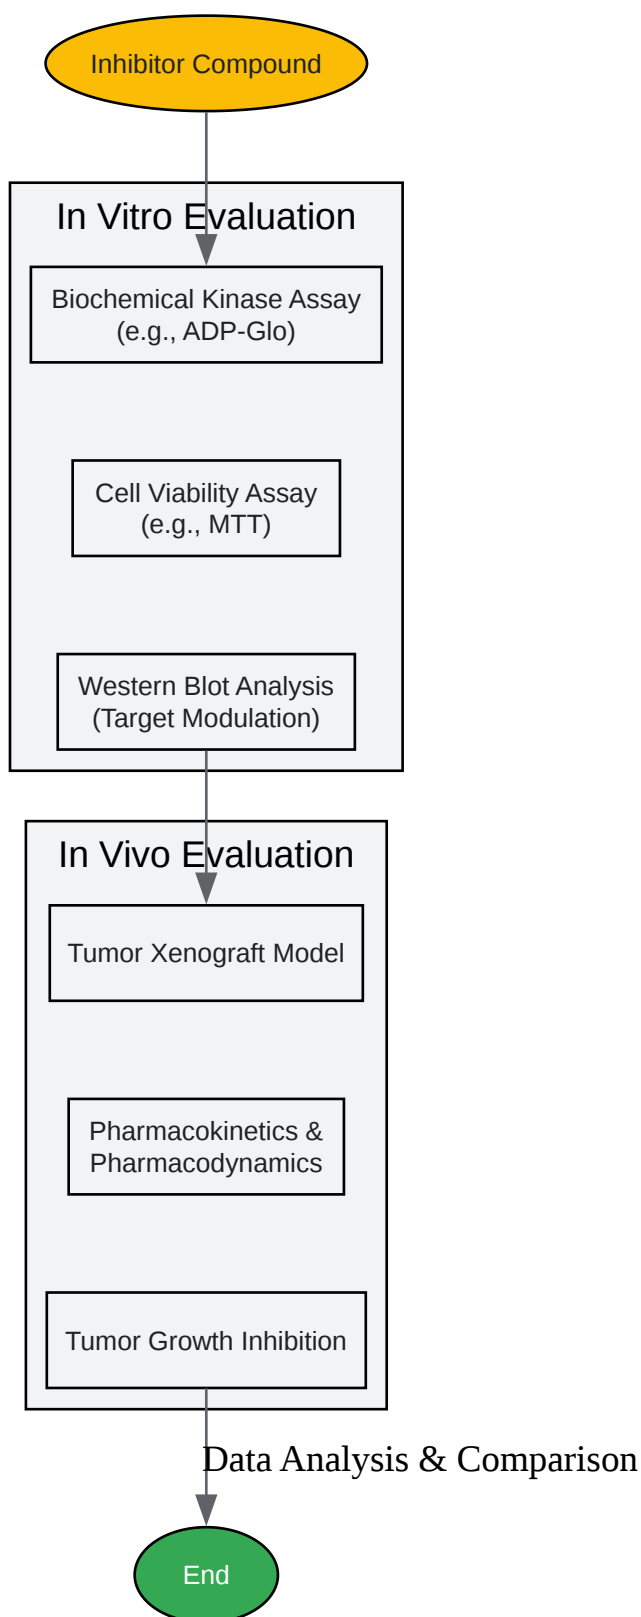 Inhibitor Compound
In Vitro Evaluation
Biochemical Kinase Assay
(e.g., ADP-Glo)
Cell Viability Assay
(e.g., MTT)
Western Blot Analysis
(Target Modulation)
In Vivo Evaluation
Tumor Xenograft Model
Pharmacokinetics &
Pharmacodynamics
Tumor Growth Inhibition
Data Analysis & Comparison
End